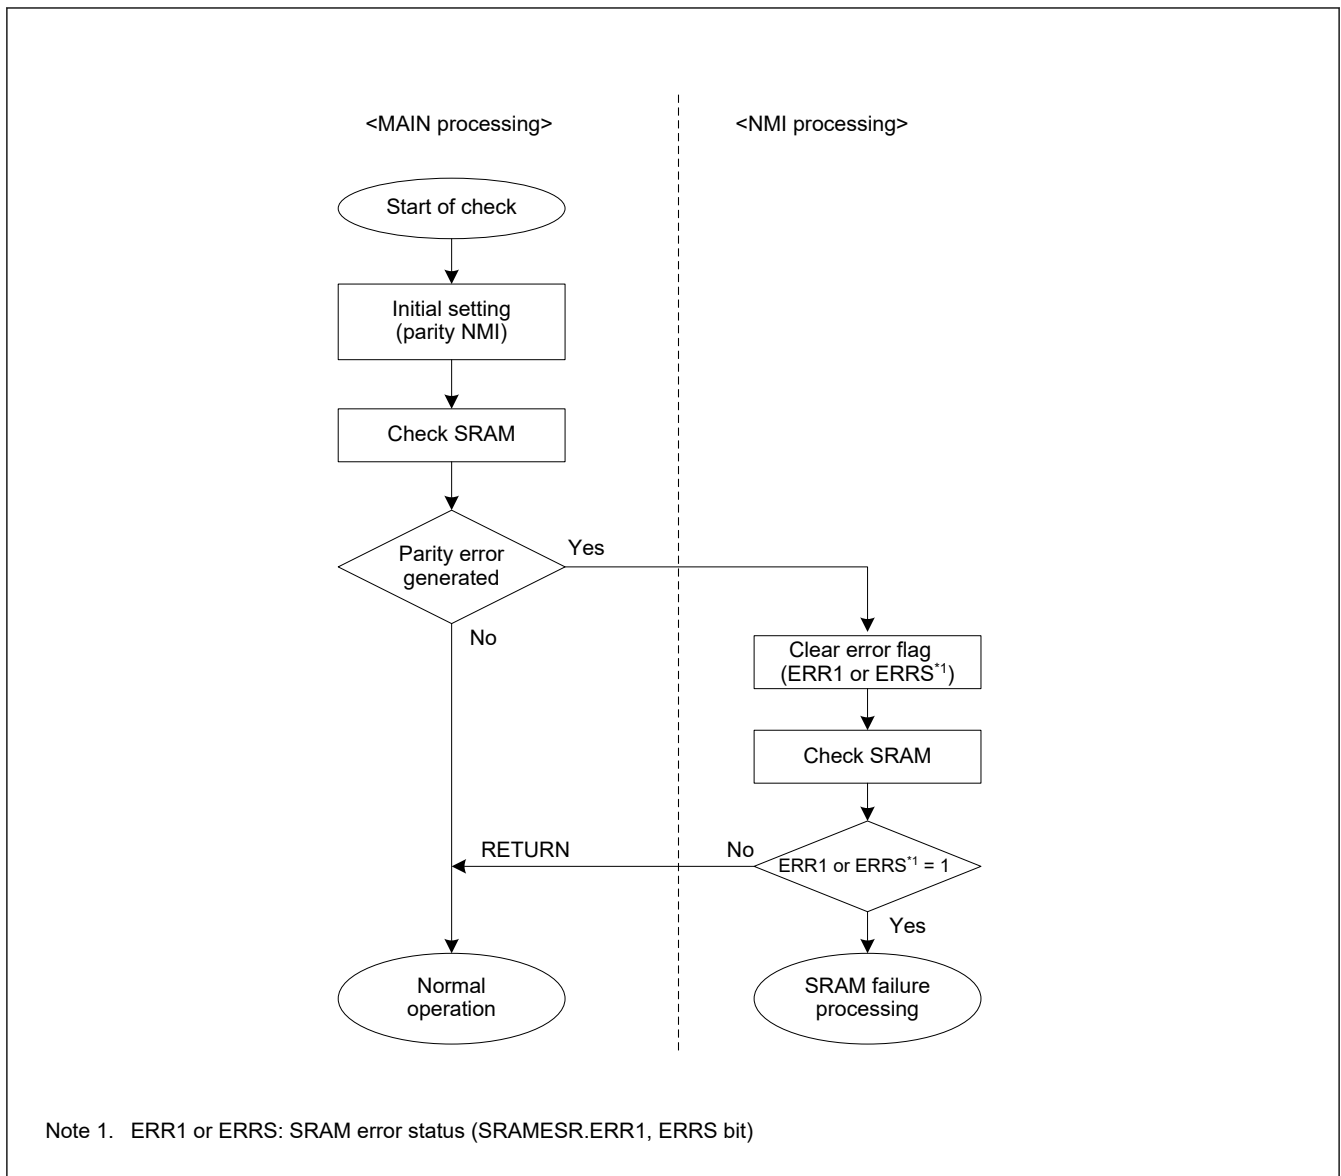 <MAIN processing>
<NMI processing>
Start of check
Initial setting
(parity NMI)
Check SRAM
Parity error
generated
Yes
No
Clear error flag
(ERR1 or ERRS*1)
Check SRAM
ERR1 or ERRS*1 = 1
No
RETURN
Yes
Normal
operation
SRAM failure
processing
Note 1. ERR1 or ERRS: SRAM error status (SRAMESR.ERR1, ERRS bit)